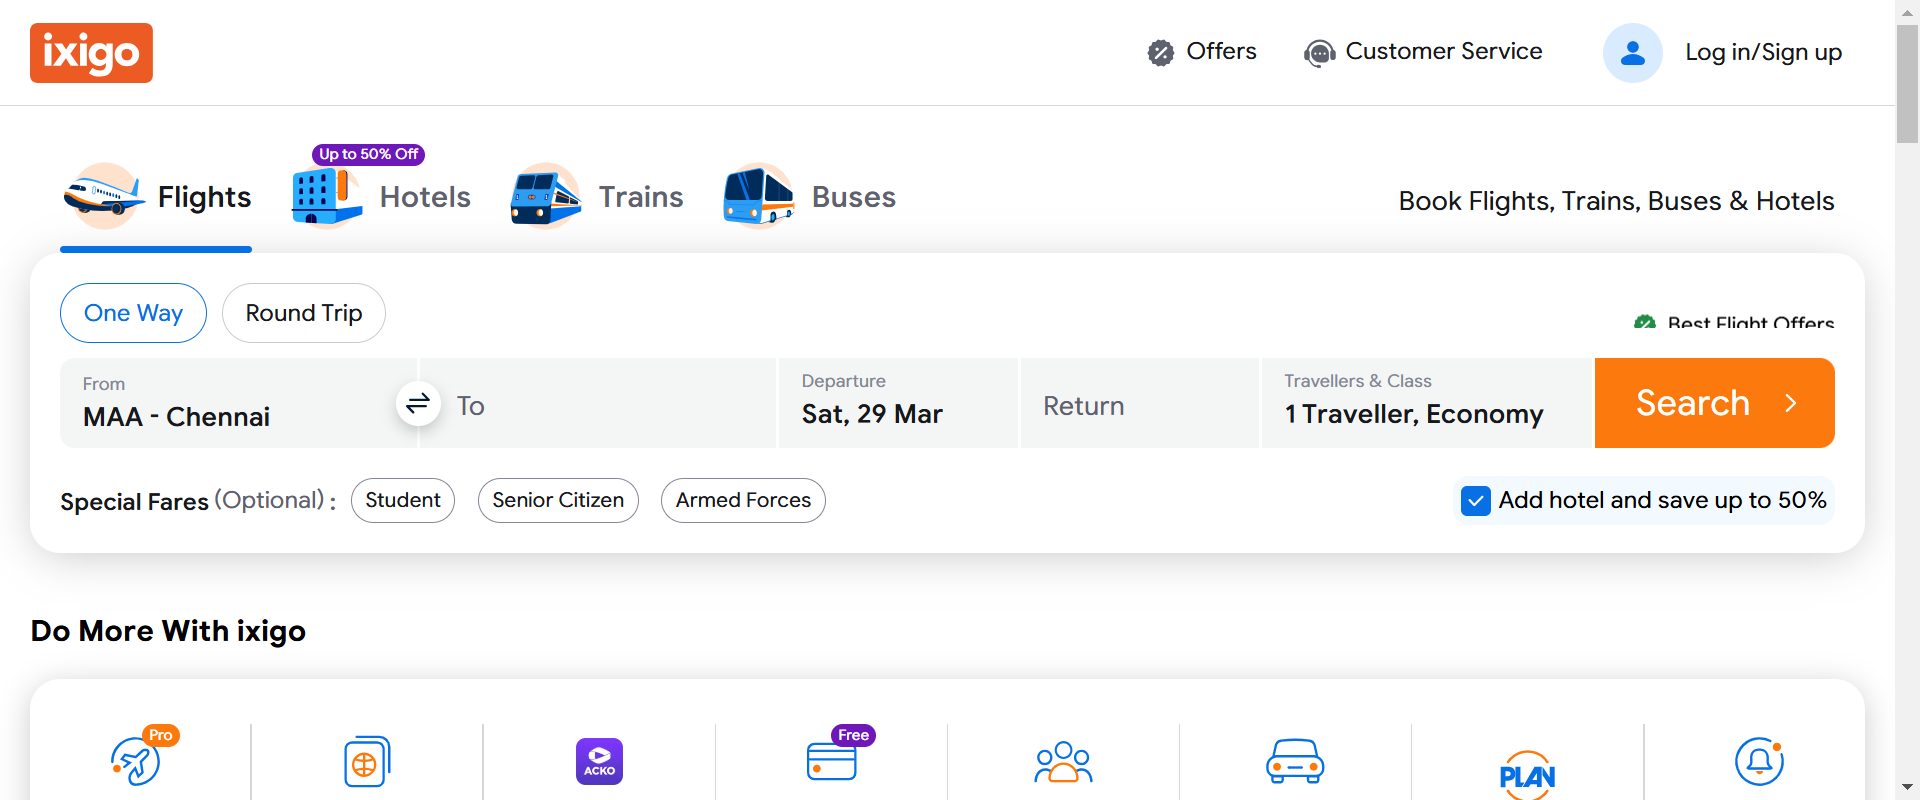 ixigo
Offers
Customer Service
Log in/Sign up
Up to 50% Off
Flights
Hotels
Trains
Buses
Book Flights, Trains, Buses & Hotels
One Way
Round Trip
Best Flight Offers
From
MAA - Chennai
To
Departure
Sat, 29 Mar
Return
Travellers & Class
1 Traveller, Economy
Search
Special Fares (Optional) :
Student
Senior Citizen
Armed Forces
Add hotel and save up to 50%
Do More With ixigo
Pro
ACKO
Free
PLAN